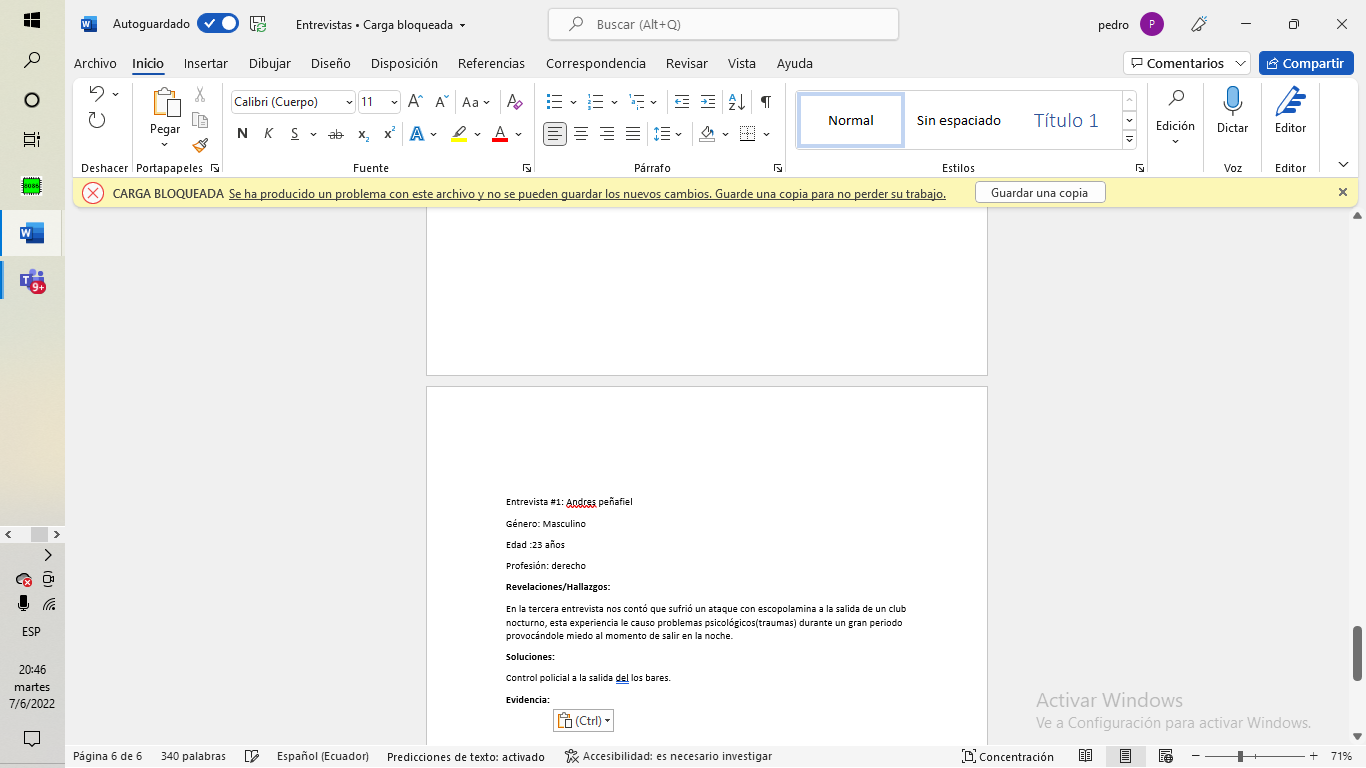 Autoguardado
Entrevistas • Carga bloqueada
Buscar (Alt+Q)
pedro
P
Archivo Inicio Insertar Dibujar Diseño Disposición Referencias Correspondencia Revisar Vista Ayuda
Comentarios
Compartir
Pegar
Calibri (Cuerpo)
11
Normal
Sin espaciado
Título 1
Edición
Dictar
Editor
Deshacer
Portapapeles
Fuente
Párrafo
Estilos
Voz
Editor
CARGA BLOQUEADA Se ha producido un problema con este archivo y no se pueden guardar los nuevos cambios. Guarde una copia para no perder su trabajo.
Guardar una copia
Entrevista #1: Andres peñafiel
Género: Masculino
Edad :23 años
Profesión: derecho
Revelaciones/Hallazgos:
En la tercera entrevista nos contó que sufrió un ataque con escopolamina a la salida de un club
nocturno, esta experiencia le causo problemas psicológicos(traumas) durante un gran periodo
provocándole miedo al momento de salir en la noche.
Soluciones:
Control policial a la salida del los bares.
Evidencia:
(Ctrl)
Activar Windows
Ve a Configuración para activar Windows.
9+
ESP
20:46
martes
7/6/2022
Página 6 de 6
340 palabras
Español (Ecuador)
Predicciones de texto: activado
Accesibilidad: es necesario investigar
Concentración
71%